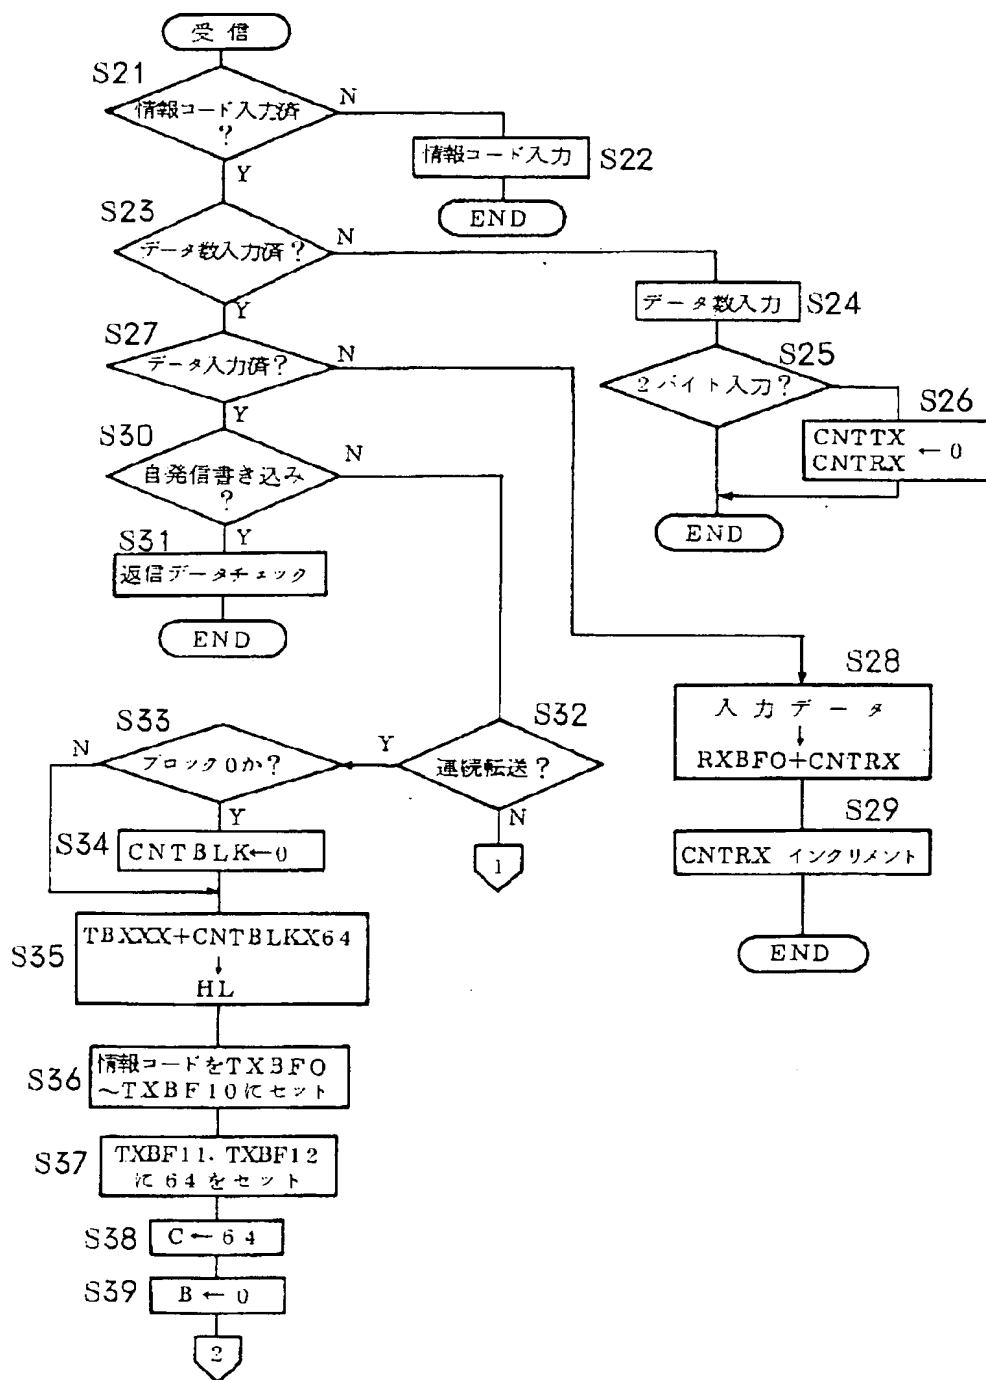 受信
S21
情報コード入力済
?
N
Y
情報コード入力
S22
END
S23
データ数入力済?
N
Y
データ数入力
S24
S25
2バイト入力?
S26
CNTTX
CNTRX
←0
END
S27
データ入力済?
N
Y
S30
自発信書き込み
?
N
Y
S31
返信データチェック
END
S28
入力データ
↓
RXBFO+CNTRX
S29
CNTRX インクリメント
END
S32
連続転送?
Y
N
1
S33
ブロック0か?
N
Y
S34
CNTBLK←0
S35
TBXXX+CNTBLKX64
↓
HL
S36
情報コードをTXBF0
~TXBF10にセット
S37
TXBF11. TXBF12
に64をセット
S38
C←64
S39
B←0
2